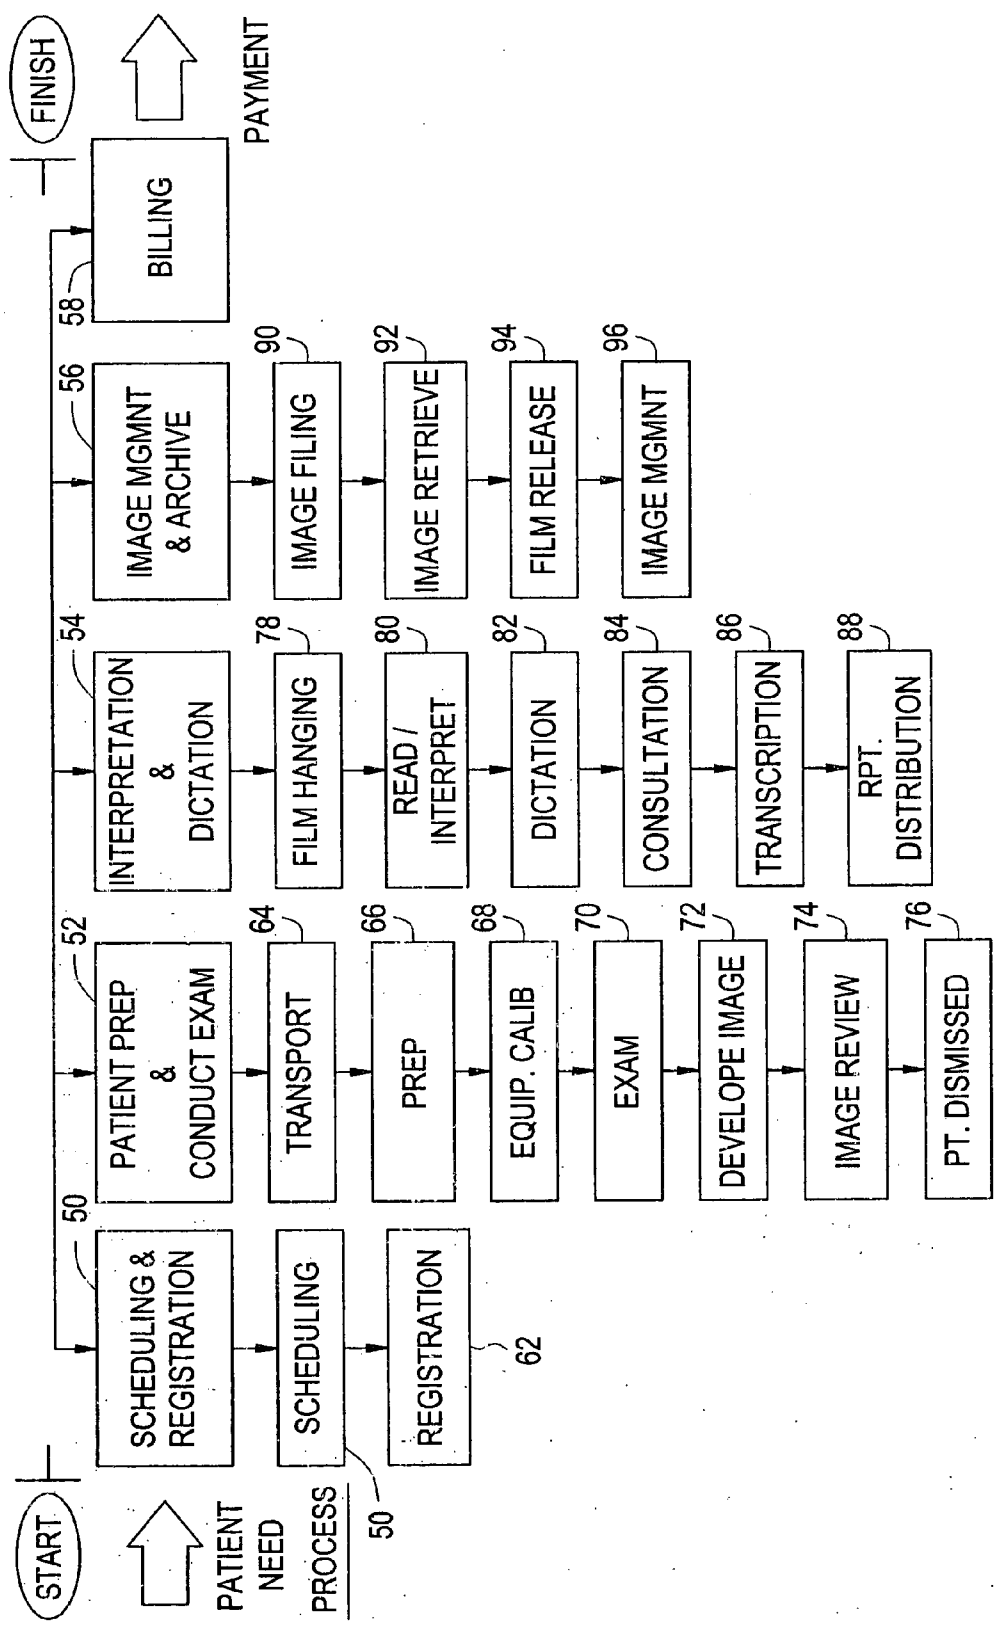 START
FINISH
PATIENT
NEED
PROCESS
PAYMENT
50
SCHEDULING &
REGISTRATION
SCHEDULING
50
REGISTRATION
62
52
PATIENT PREP
&
CONDUCT EXAM
64
TRANSPORT
66
PREP
68
EQUIP. CALIB
70
EXAM
72
DEVELOPE IMAGE
74
IMAGE REVIEW
76
PT. DISMISSED
54
INTERPRETATION
&
DICTATION
78
FILM HANGING
80
READ /
INTERPRET
82
DICTATION
84
CONSULTATION
86
TRANSCRIPTION
88
RPT.
DISTRIBUTION
56
IMAGE MGMNT
& ARCHIVE
90
IMAGE FILING
92
IMAGE RETRIEVE
94
FILM RELEASE
96
IMAGE MGMNT
58
BILLING